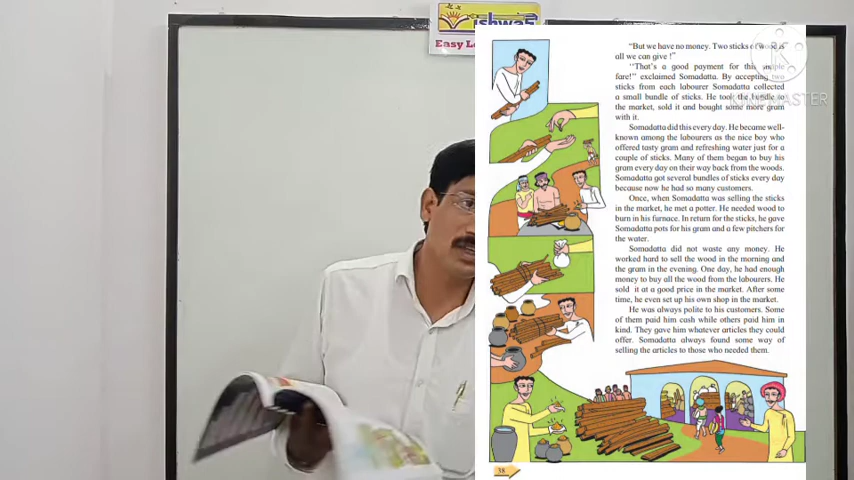 ishwar
Easy L
KINEMASTER
"But we have no money. Two sticks of wood is
all we can give !"
"That's a good payment for this simple
fare!" exclaimed Somadatta. By accepting two
sticks from each labourer Somadatta collected
a small bundle of sticks. He took the bundle to
the market, sold it and bought some more gram
with it.
Somadatta did this every day. He became well-
known among the labourers as the nice boy who
offered tasty gram and refreshing water just for a
couple of sticks. Many of them began to buy his
gram every day on their way back from the woods.
Somadatta got several bundles of sticks every day
because now he had so many customers.
Once, when Somadatta was selling the sticks
in the market, he met a potter. He needed wood to
burn in his furnace. In return for the sticks, he gave
Somadatta pots for his gram and a few pitchers for
the water.
Somadatta did not waste any money. He
worked hard to sell the wood in the morning and
the gram in the evening. One day, he had enough
money to buy all the wood from the labourers. He
sold it at a good price in the market. After some
time, he even set up his own shop in the market.
He was always polite to his customers. Some
of them paid him cash while others paid him in
kind. They gave him whatever articles they could
offer. Somadatta always found some way of
selling the articles to those who needed them.
38